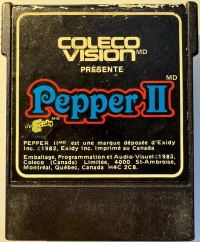 COLECO
VISION MD
PRÉSENTE
MD
Pepper II
MD
PEPPER II MD est une marque déposée d'Exidy
Inc. ©1982, Exidy Inc. Imprimé au Canada
Emballage, Programmation et Audio-Visuel ©1983,
Coleco (Canada) Limitée, 4000 St-Ambroise,
Montréal, Québec, Canada H4C 2C8.